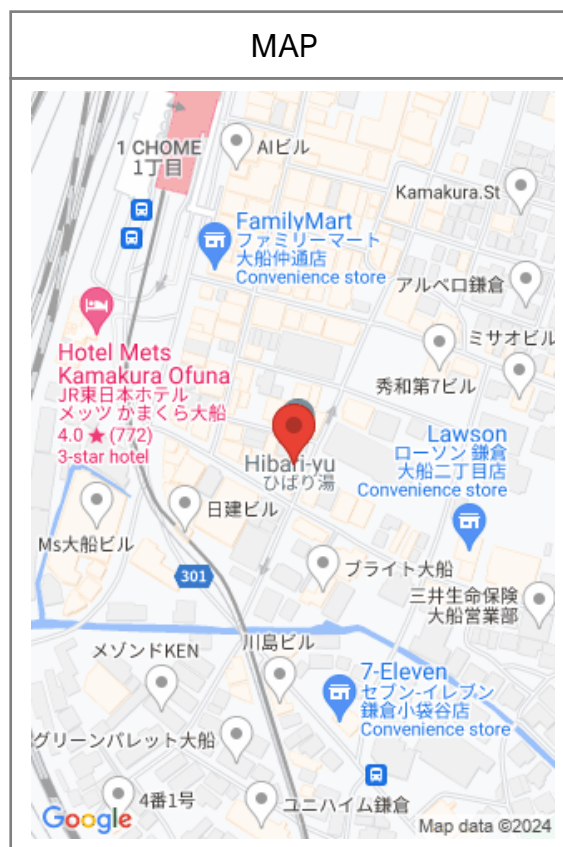 MAP
1 CHOME
1丁目
AIビル
Kamakura.St
FamilyMart
ファミリーマート
大船仲通店
Convenience store
アルベロ鎌倉
Hotel Mets
Kamakura Ofuna
JR東日本ホテル
メッツ かまくら大船
4.0 ★ (772)
3-star hotel
ミサオビル
秀和第7ビル
Lawson
ローソン 鎌倉
大船二丁目店
Convenience store
Hibari-yu
ひばり湯
日建ビル
Ms大船ビル
301
ブライト大船
三井生命保険
大船営業部
川島ビル
メゾンドKEN
7-Eleven
セブン-イレブン
鎌倉小袋谷店
Convenience store
グリーンパレット大船
4番1号
ユニハイム鎌倉
Google
Map data ©2024